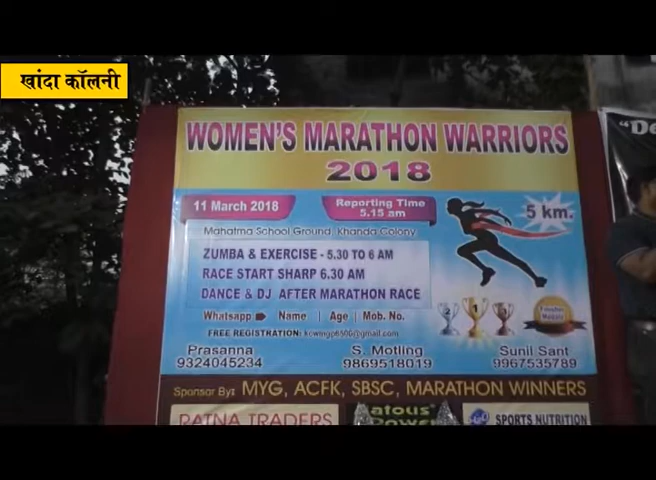 खांदा कॉलनी
WOMEN'S MARATHON WARRIORS
2018
11 March 2018
Reporting Time
5.15 am
5 KM.
Mahatma School Ground, Khanda Colony
ZUMBA & EXERCISE - 5.30 TO 6 AM
RACE START SHARP 6.30 AM
DANCE & DJ AFTER MARATHON RACE
Whatsapp Name | Age | Mob. No.
FREE REGISTRATION :
Finisher Medals
Prasanna
9324045234
S. Motling
9869518019
Sunil Sant
9967535789
Sponsor By: MYG, ACFK, SBSC, MARATHON WINNERS
RATNA TRADERS
SPORTS NUTRITION